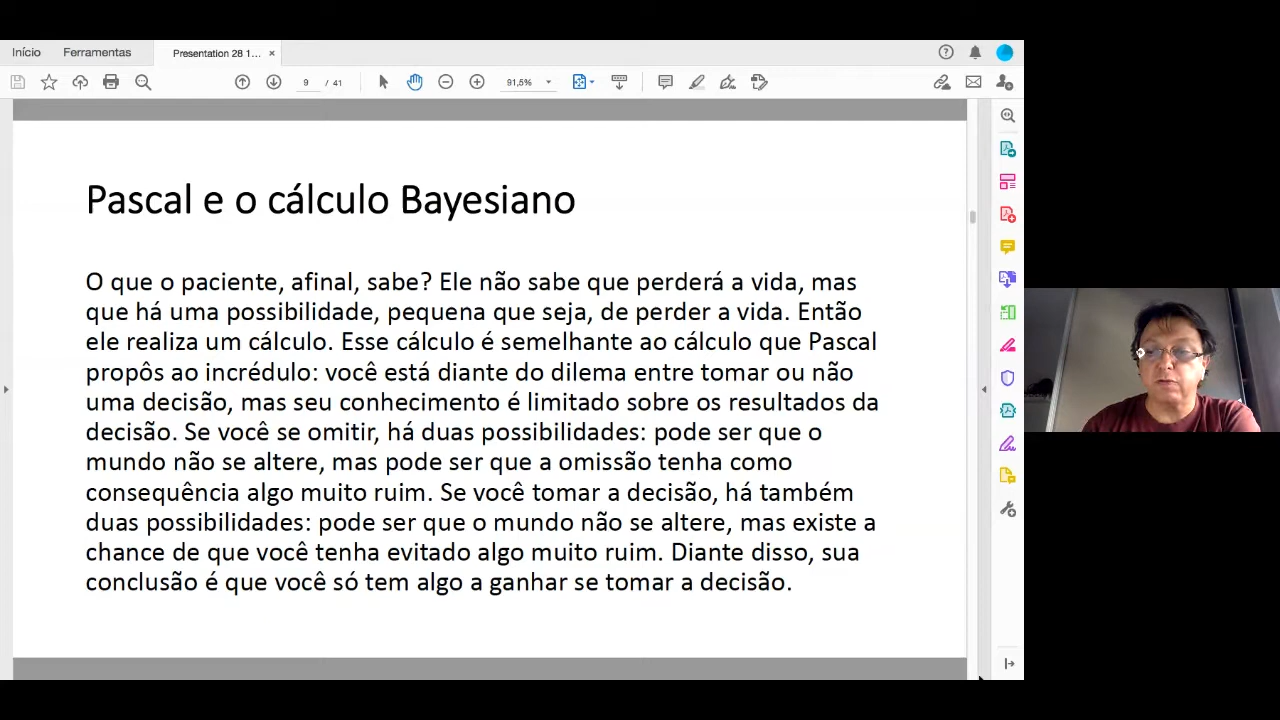 Início Ferramentas Presentation 28 1... ×
9 / 41 91,5%
Pascal e o cálculo Bayesiano
O que o paciente, afinal, sabe? Ele não sabe que perderá a vida, mas
que há uma possibilidade, pequena que seja, de perder a vida. Então
ele realiza um cálculo. Esse cálculo é semelhante ao cálculo que Pascal
propôs ao incrédulo: você está diante do dilema entre tomar ou não
uma decisão, mas seu conhecimento é limitado sobre os resultados da
decisão. Se você se omitir, há duas possibilidades: pode ser que o
mundo não se altere, mas pode ser que a omissão tenha como
consequência algo muito ruim. Se você tomar a decisão, há também
duas possibilidades: pode ser que o mundo não se altere, mas existe a
chance de que você tenha evitado algo muito ruim. Diante disso, sua
conclusão é que você só tem algo a ganhar se tomar a decisão.